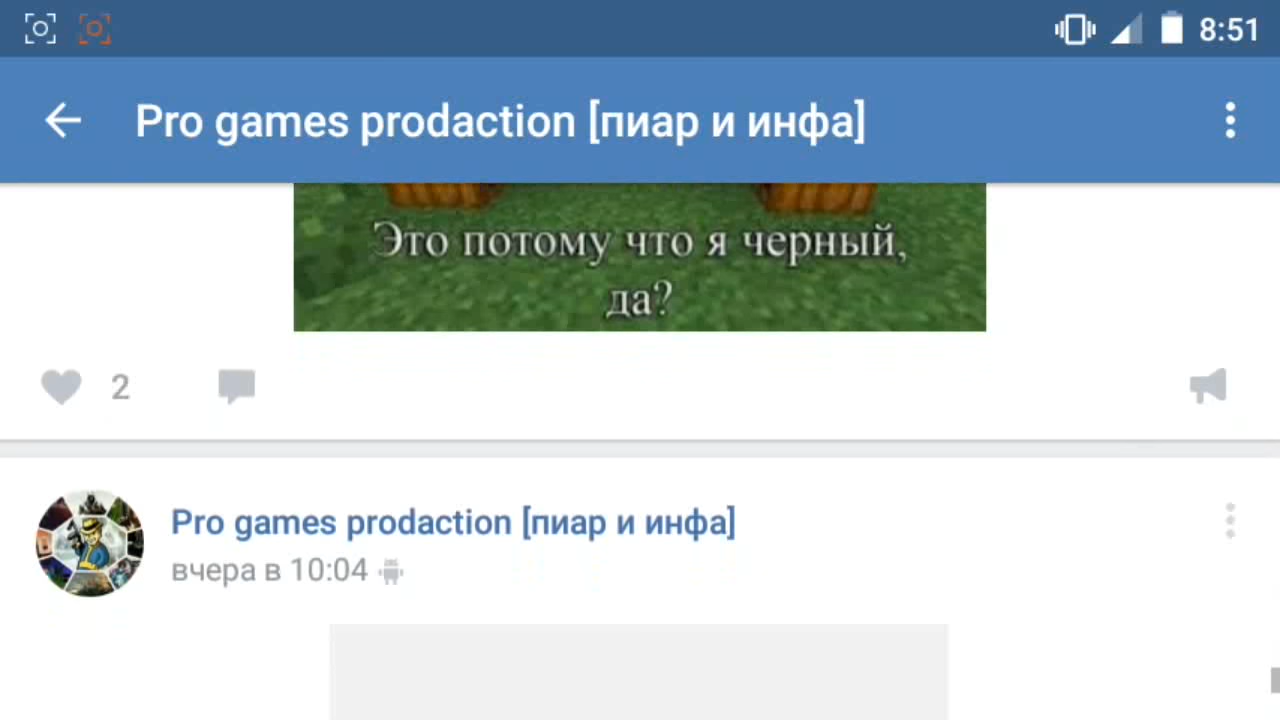 8:51
Pro games prodaction [пиар и инфа]
Это потому что я черный,
да?
2
Pro games prodaction [пиар и инфа]
вчера в 10:04